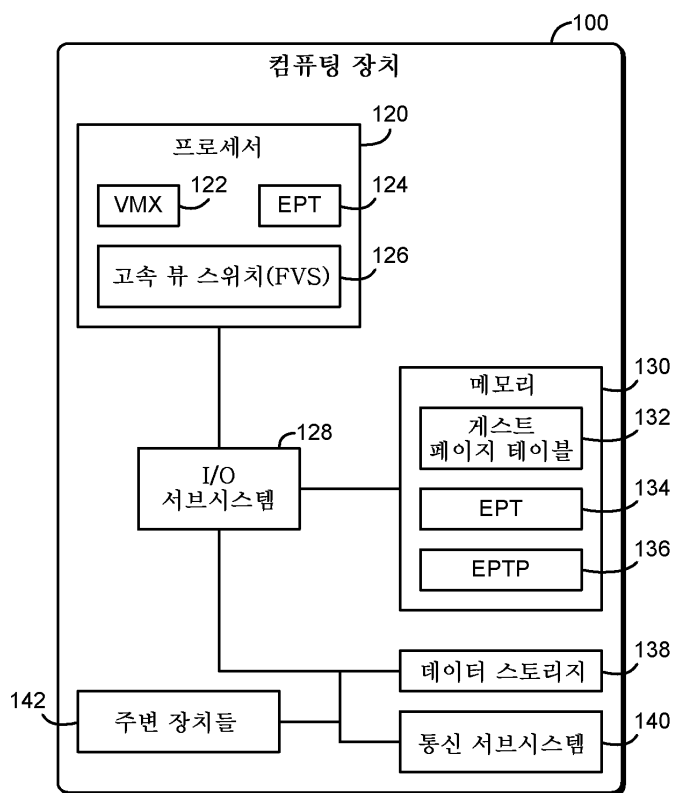 100
컴퓨팅 장치
120
프로세서
VMX
122
EPT
124
고속 뷰 스위치(FVS)
126
메모리
130
게스트
페이지 테이블
132
EPT
134
EPTP
136
128
I/O
서브시스템
데이터 스토리지
138
142
주변 장치들
통신 서브시스템
140